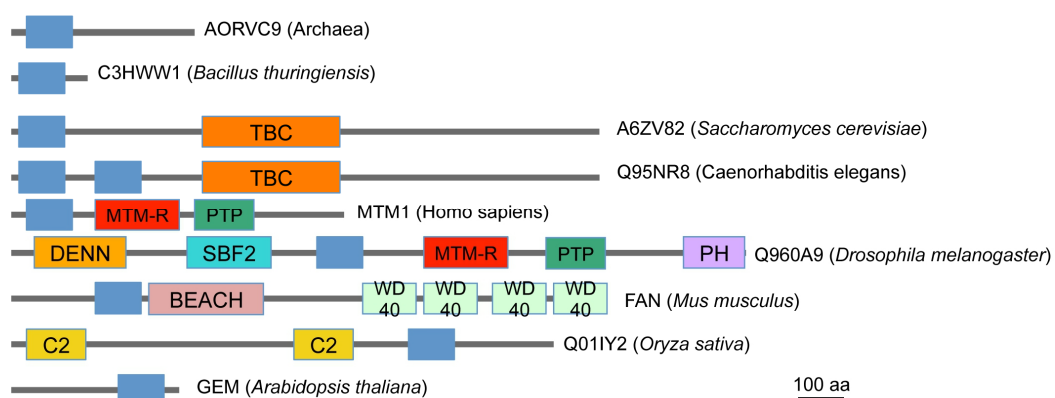 AORVC9 (Archaea)
C3HWW1 (Bacillus thuringiensis)
TBC A6ZV82 (Saccharomyces cerevisiae)
TBC Q95NR8 (Caenorhabditis elegans)
MTM-R PTP MTM1 (Homo sapiens)
DENN SBF2 MTM-R PTP PH Q960A9 (Drosophila melanogaster)
BEACH WD 40 WD 40 WD 40 WD 40 FAN (Mus musculus)
C2 C2 Q01IY2 (Oryza sativa)
GEM (Arabidopsis thaliana)
100 aa